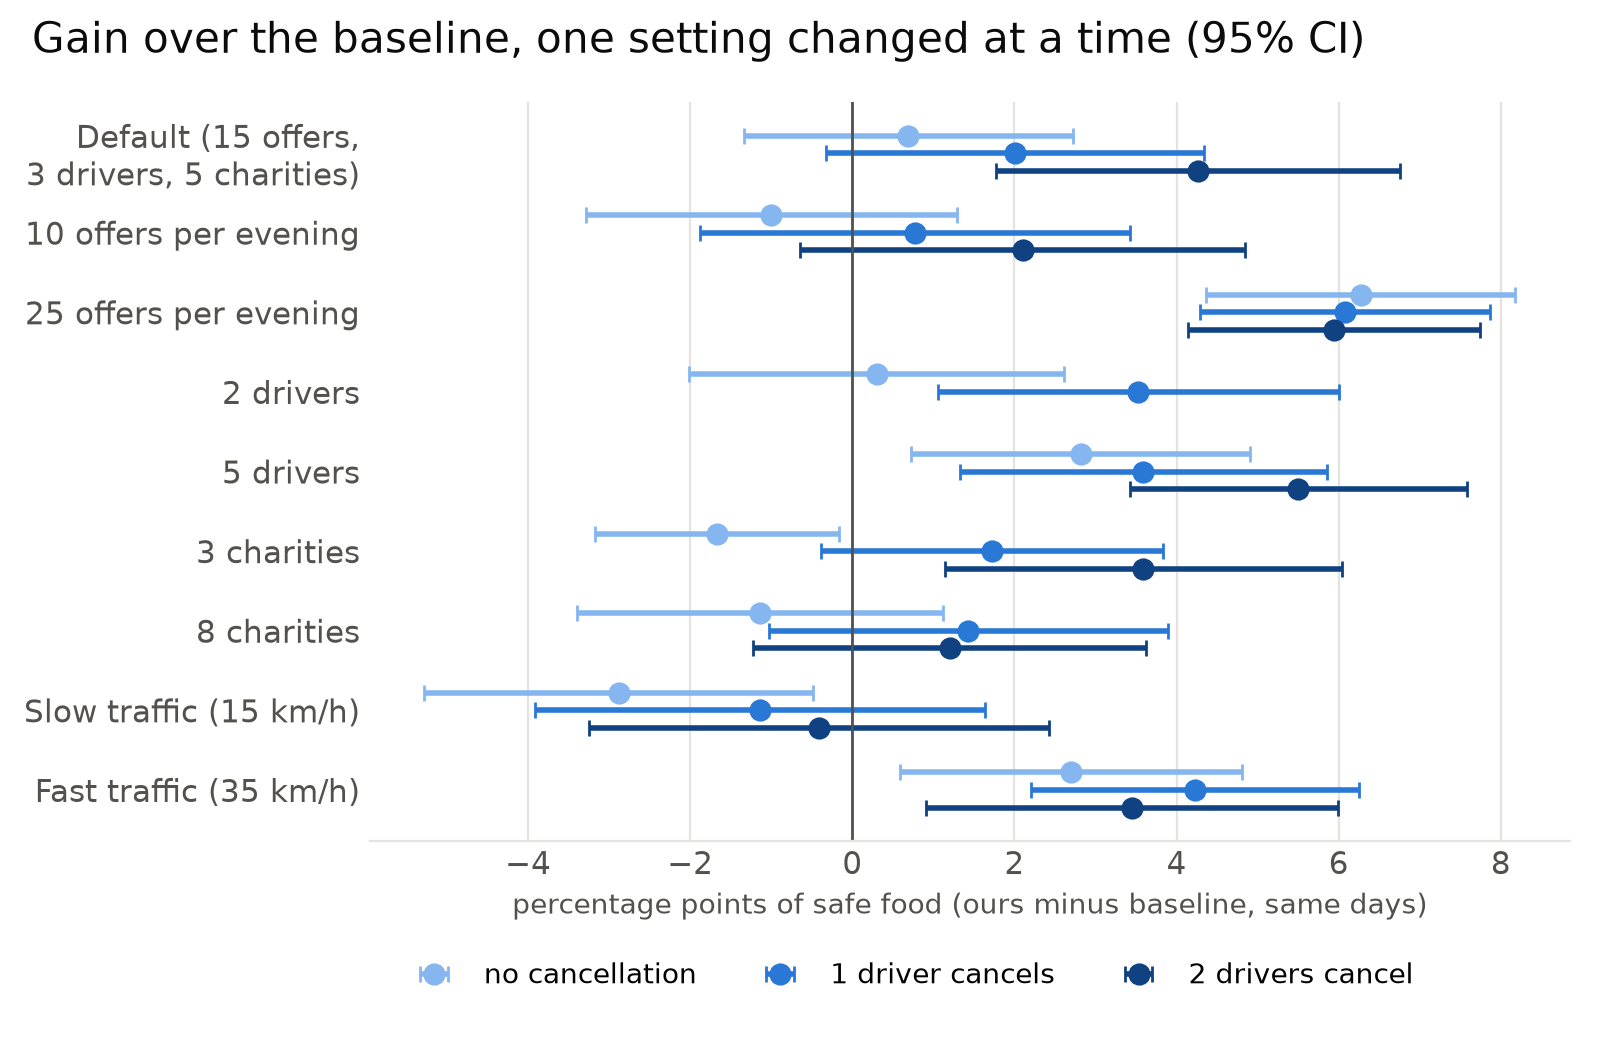 Gain over the baseline, one setting changed at a time (95% CI)
Default (15 offers,
3 drivers, 5 charities)
10 offers per evening
25 offers per evening
2 drivers
5 drivers
3 charities
8 charities
Slow traffic (15 km/h)
Fast traffic (35 km/h)
−4 −2 0 2 4 6 8
percentage points of safe food (ours minus baseline, same days)
no cancellation 1 driver cancels 2 drivers cancel